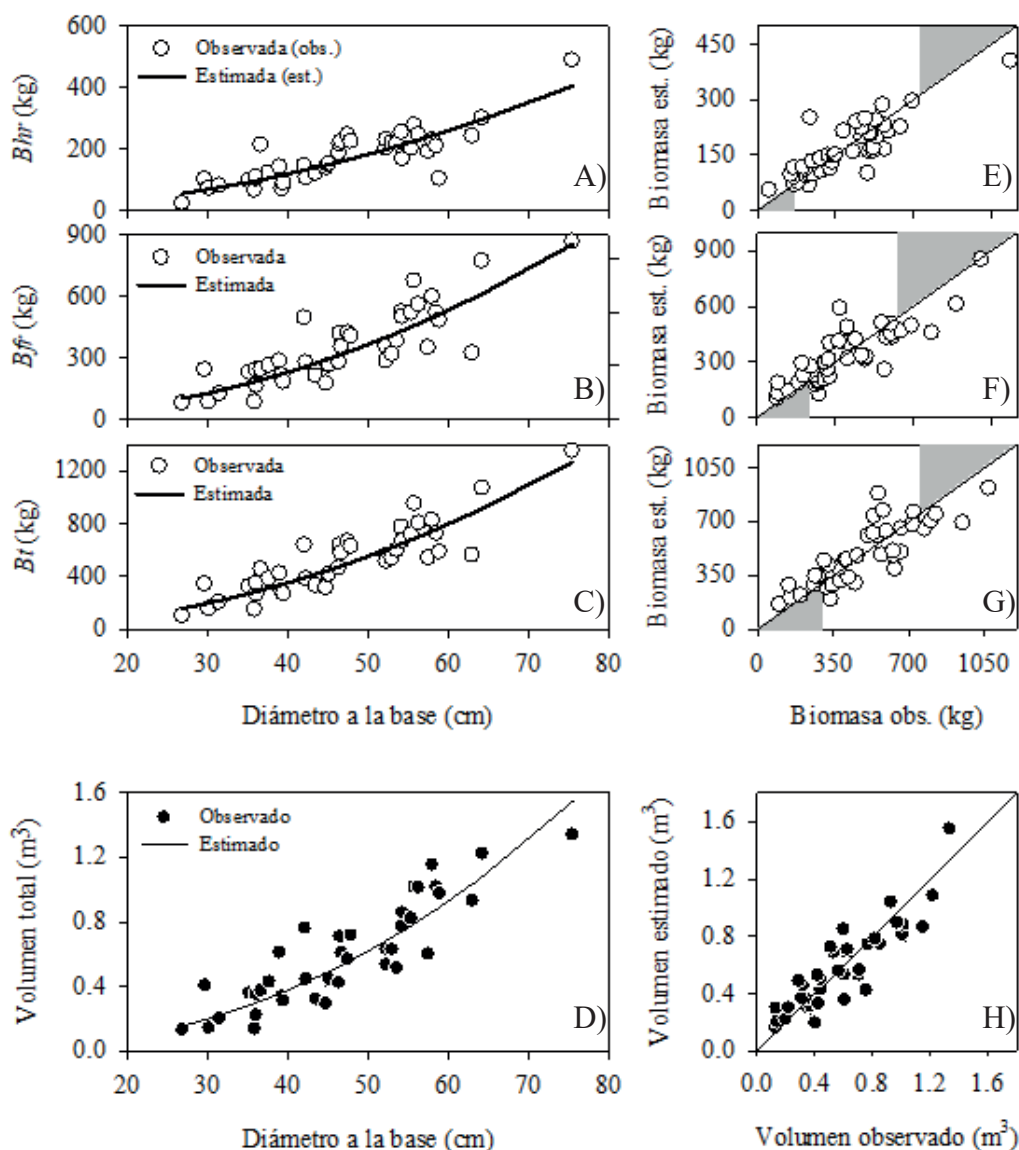 600
400
200
0
Bhr (kg)
Observada (obs.)
Estimada (est.)
A)
450
300
150
0
Biomasa est. (kg)
E)
900
600
300
0
Bfr (kg)
Observada
Estimada
B)
900
600
300
0
Biomasa est. (kg)
F)
1200
800
400
0
Bt (kg)
Observada
Estimada
C)
20 30 40 50 60 70 80
Diámetro a la base (cm)
1050
700
350
0
Biomasa est. (kg)
G)
0 350 700 1050
Biomasa obs. (kg)
1.6
1.2
0.8
0.4
0.0
Volumen total (m-3)
Observado
Estimado
D)
20 30 40 50 60 70 80
Diámetro a la base (cm)
1.6
1.2
0.8
0.4
0.0
Volumen estimado (m3)
H)
0.0 0.4 0.8 1.2 1.6
Volumen observado (m3)